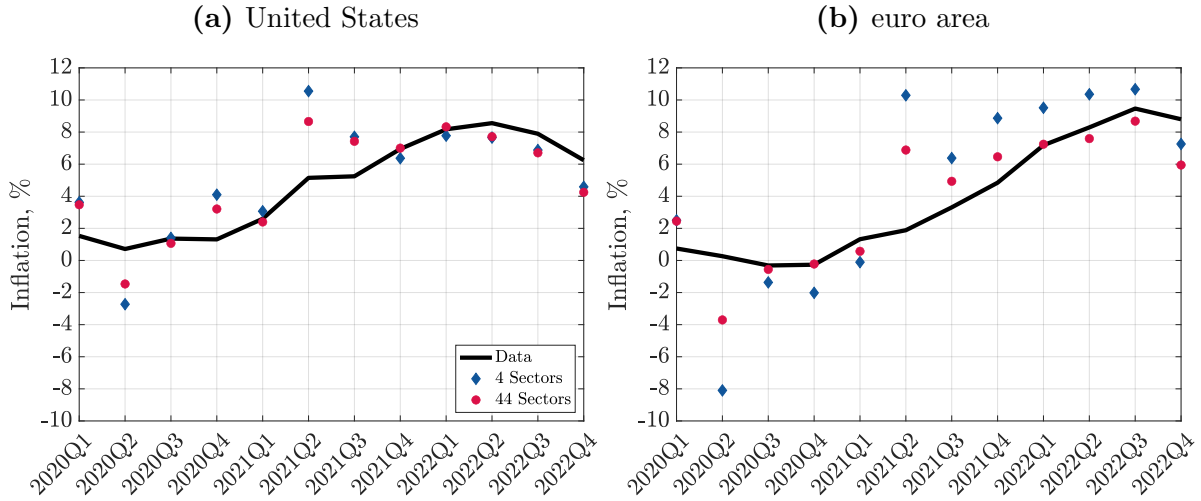 (a) United States
Inflation, %
12
10
8
6
4
2
0
-2
-4
-6
-8
-10
Data
4 Sectors
44 Sectors
2020Q1
2020Q2
2020Q3
2020Q4
2021Q1
2021Q2
2021Q3
2021Q4
2022Q1
2022Q2
2022Q3
2022Q4
(b) euro area
Inflation, %
12
10
8
6
4
2
0
-2
-4
-6
-8
-10
2020Q1
2020Q2
2020Q3
2020Q4
2021Q1
2021Q2
2021Q3
2021Q4
2022Q1
2022Q2
2022Q3
2022Q4